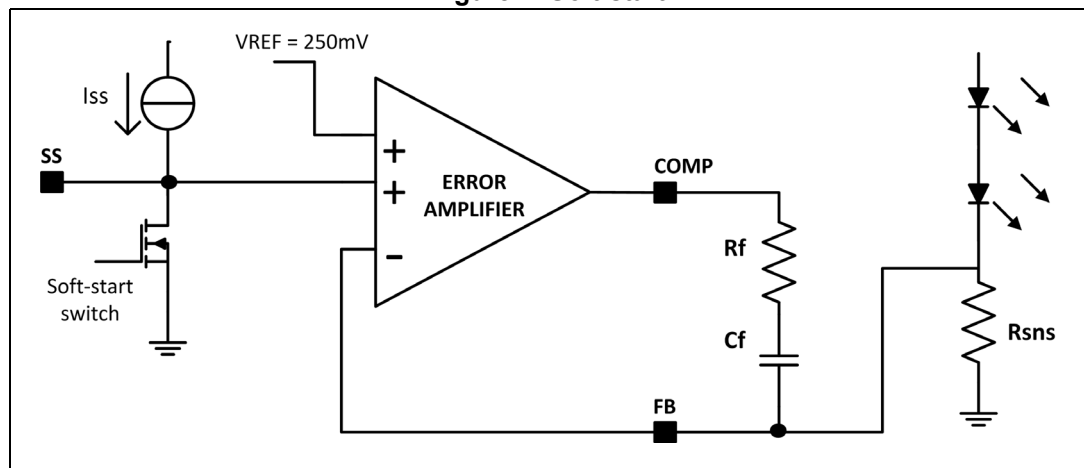 VREF = 250mV
Iss
SS
+
+
-
ERROR
AMPLIFIER
COMP
Rf
Soft-start
switch
Cf
Rsns
FB